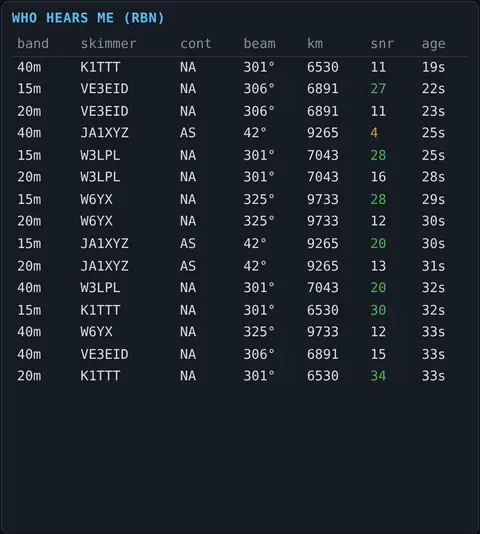 WHO HEARS ME (RBN)
band skimmer cont beam km snr age
40m K1TTT NA 301° 6530 11 19s
15m VE3EID NA 306° 6891 27 22s
20m VE3EID NA 306° 6891 11 23s
40m JA1XYZ AS 42° 9265 4 25s
15m W3LPL NA 301° 7043 28 25s
20m W3LPL NA 301° 7043 16 28s
15m W6YX NA 325° 9733 28 29s
20m W6YX NA 325° 9733 12 30s
15m JA1XYZ AS 42° 9265 20 30s
20m JA1XYZ AS 42° 9265 13 31s
40m W3LPL NA 301° 7043 20 32s
15m K1TTT NA 301° 6530 30 32s
40m W6YX NA 325° 9733 12 33s
40m VE3EID NA 306° 6891 15 33s
20m K1TTT NA 301° 6530 34 33s